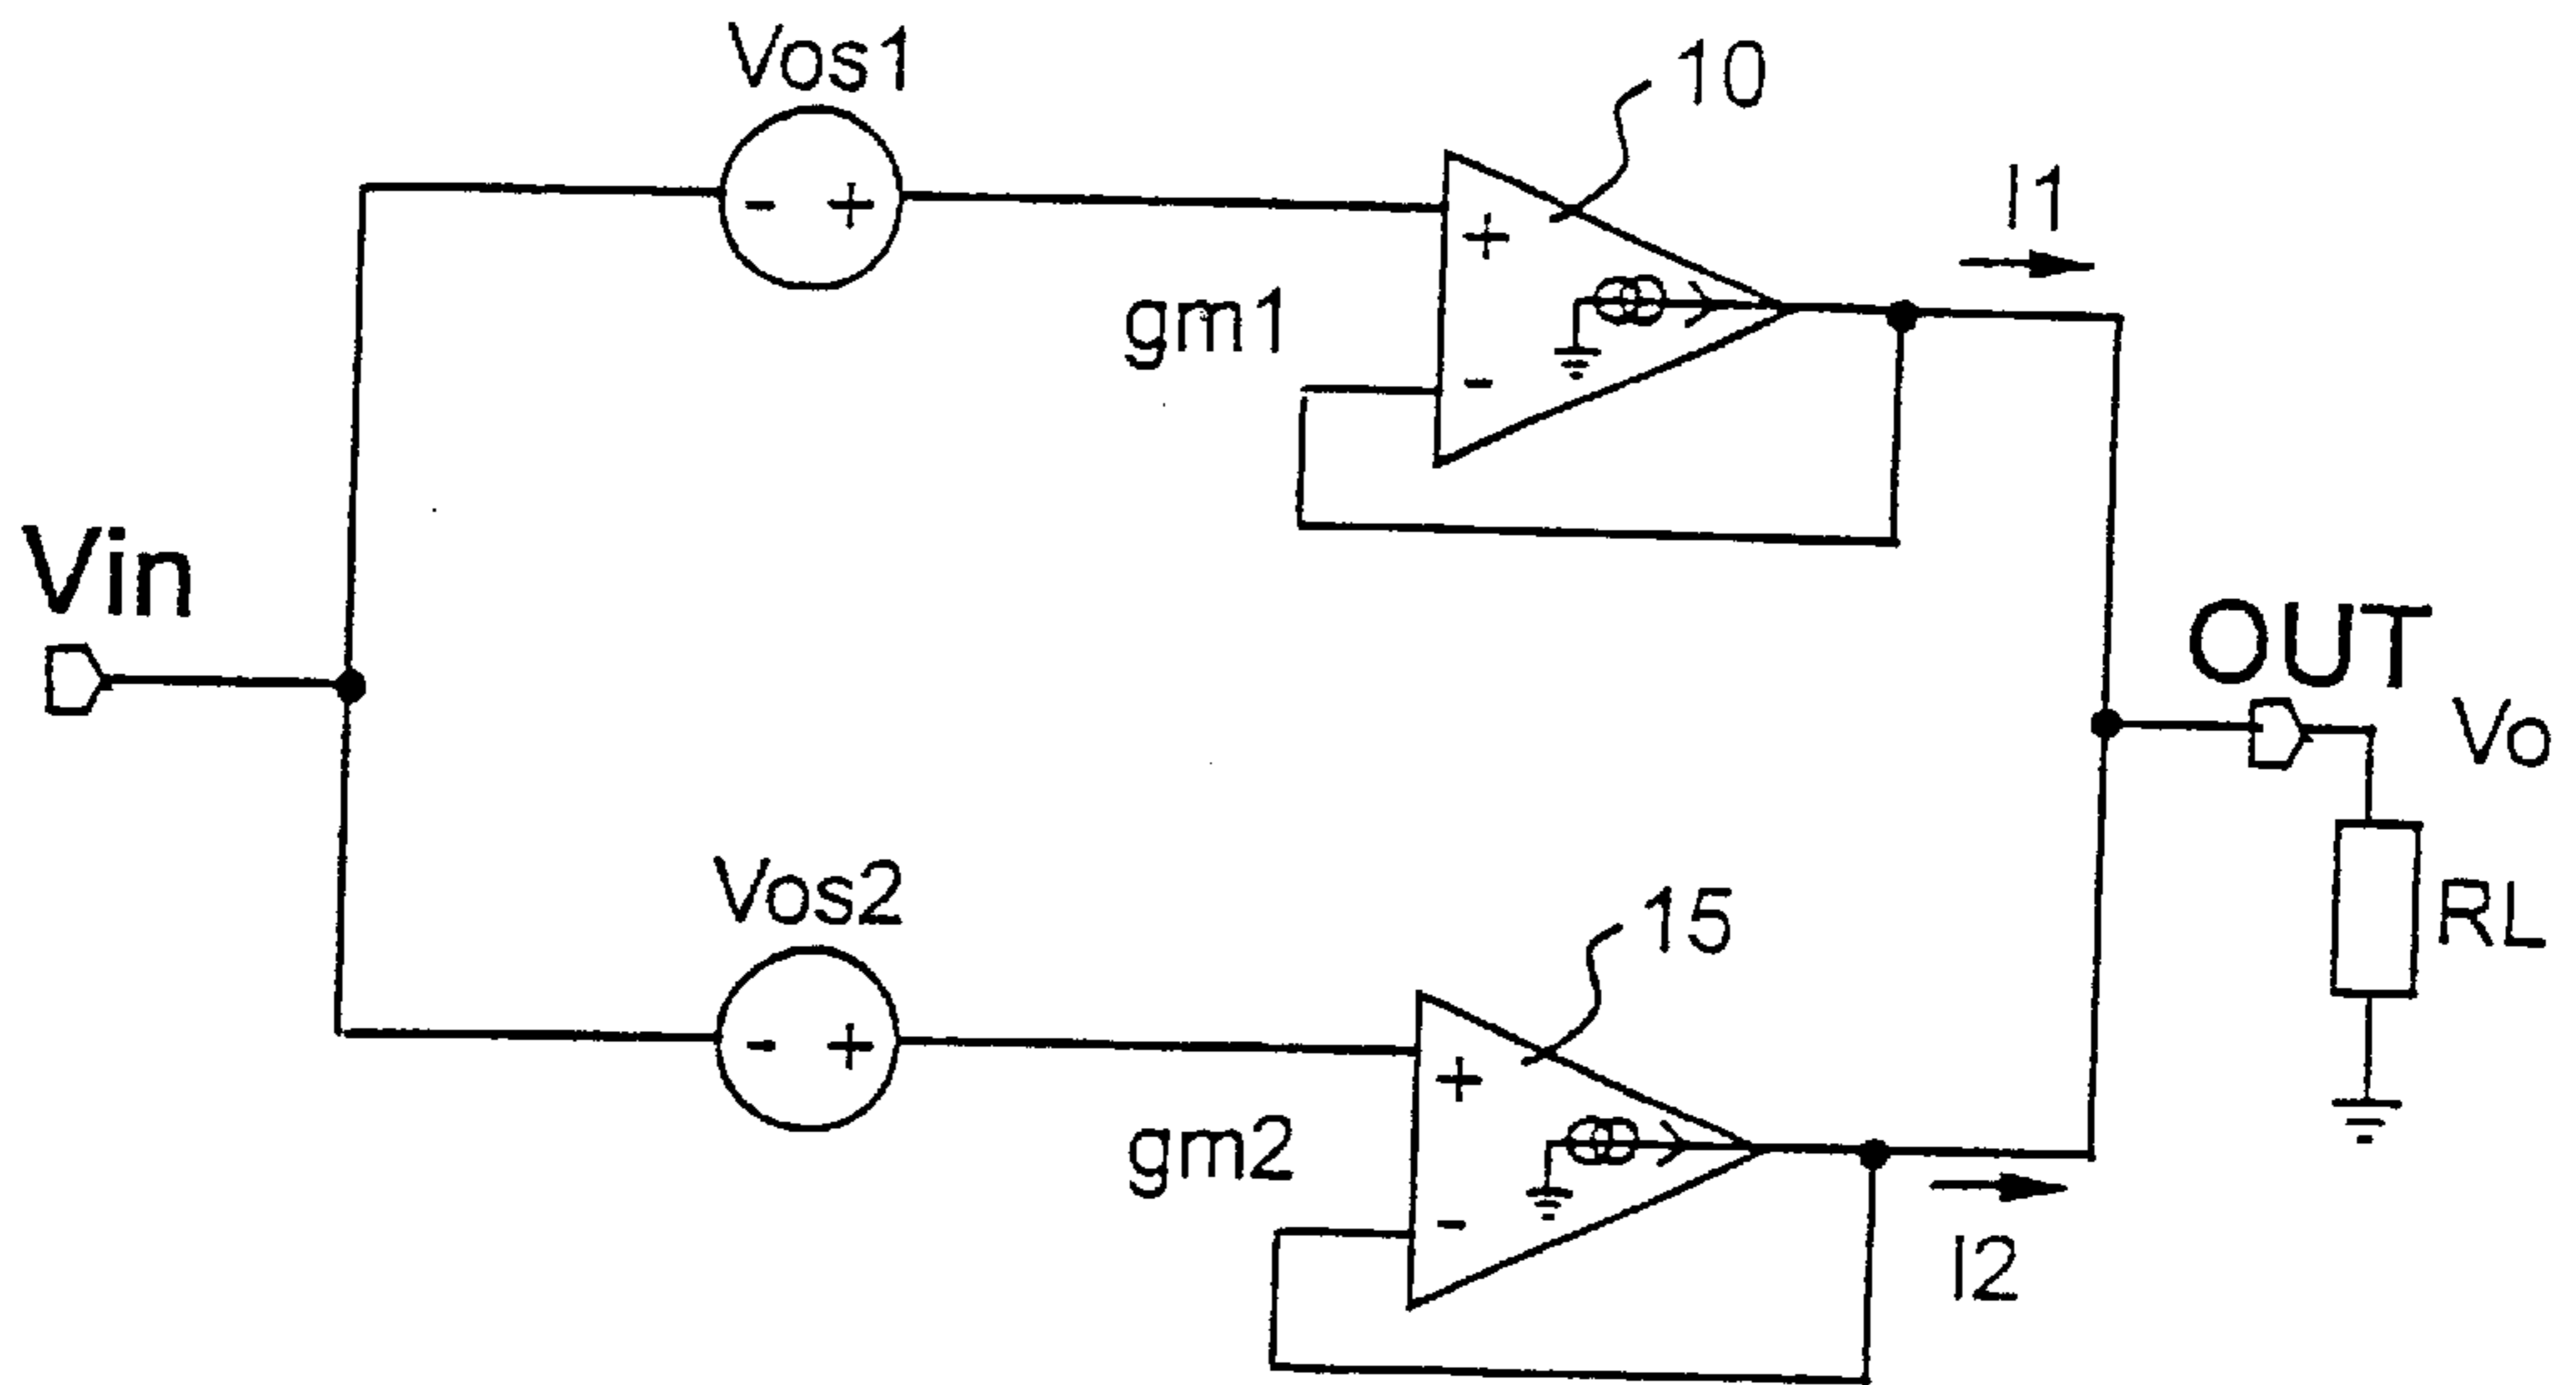 Vos1
10
+
-
+
-
gm1
I1
Vin
OUT
Vo
RL
Vos2
15
+
-
+
-
gm2
I2